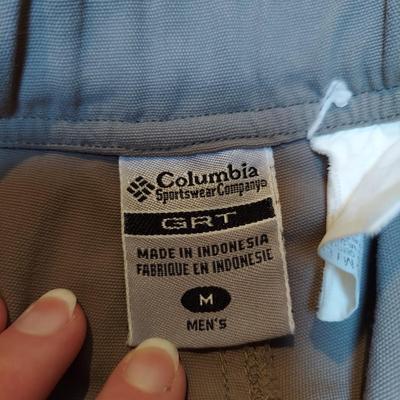 Columbia
Sportswear Company®
GRT
MADE IN INDONESIA
FABRIQUE EN INDONESIE
M
MEN'S